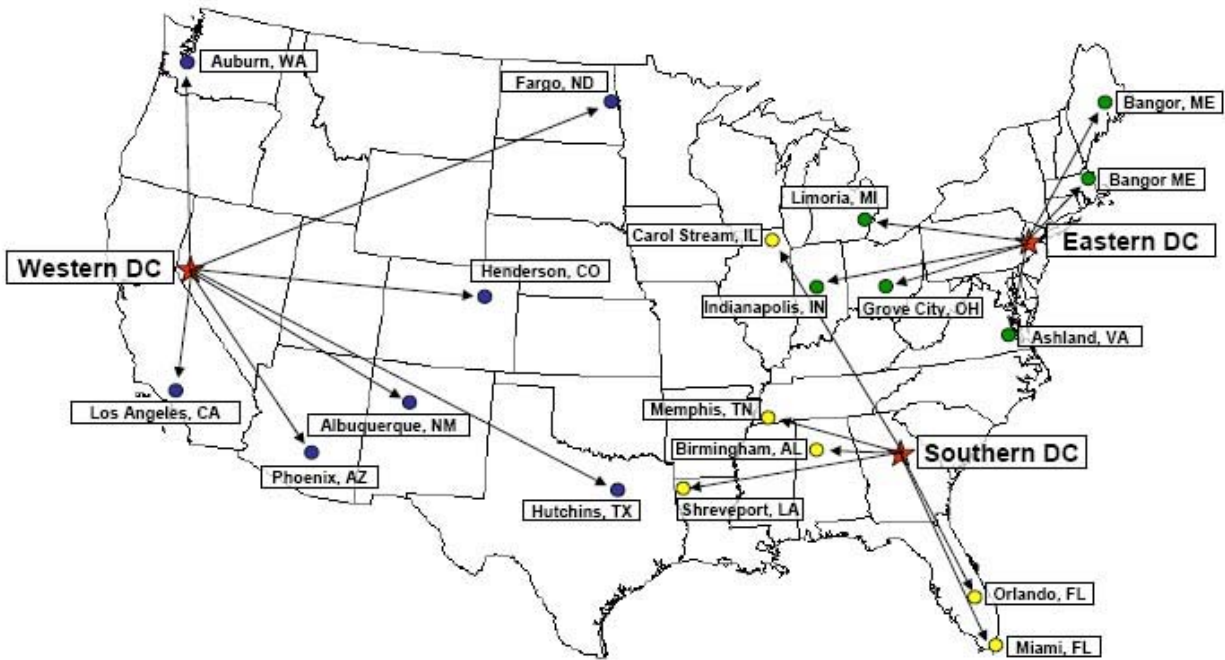 Auburn, WA
Fargo, ND
Bangor, ME
Bangor ME
Limoria, MI
Carol Stream, IL
Eastern DC
Western DC
Henderson, CO
Indianapolis, IN
Grove City, OH
Ashland, VA
Los Angeles, CA
Albuquerque, NM
Memphis, TN
Birmingham, AL
Southern DC
Phoenix, AZ
Hutchins, TX
Shreveport, LA
Orlando, FL
Miami, FL